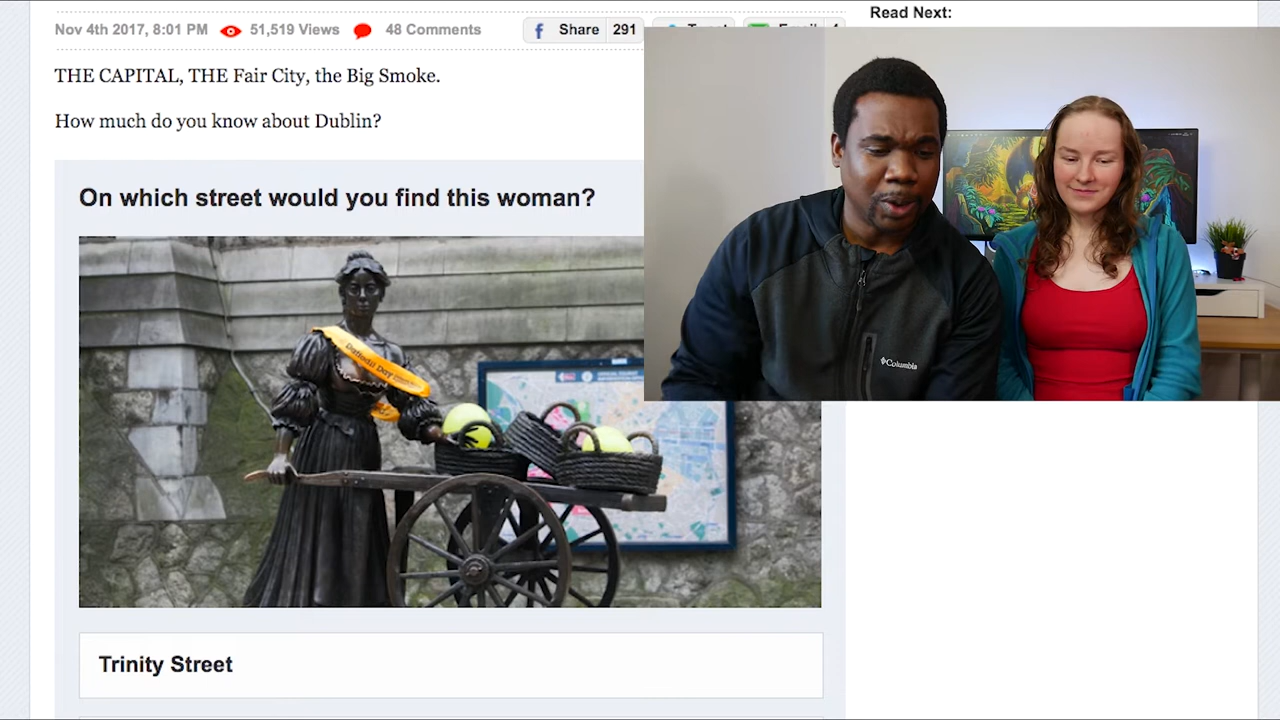 Nov 4th 2017, 8:01 PM 51,519 Views 48 Comments Share 291
Read Next:
THE CAPITAL, THE Fair City, the Big Smoke.
How much do you know about Dublin?
On which street would you find this woman?
Daffodil Day
Columbia
Trinity Street